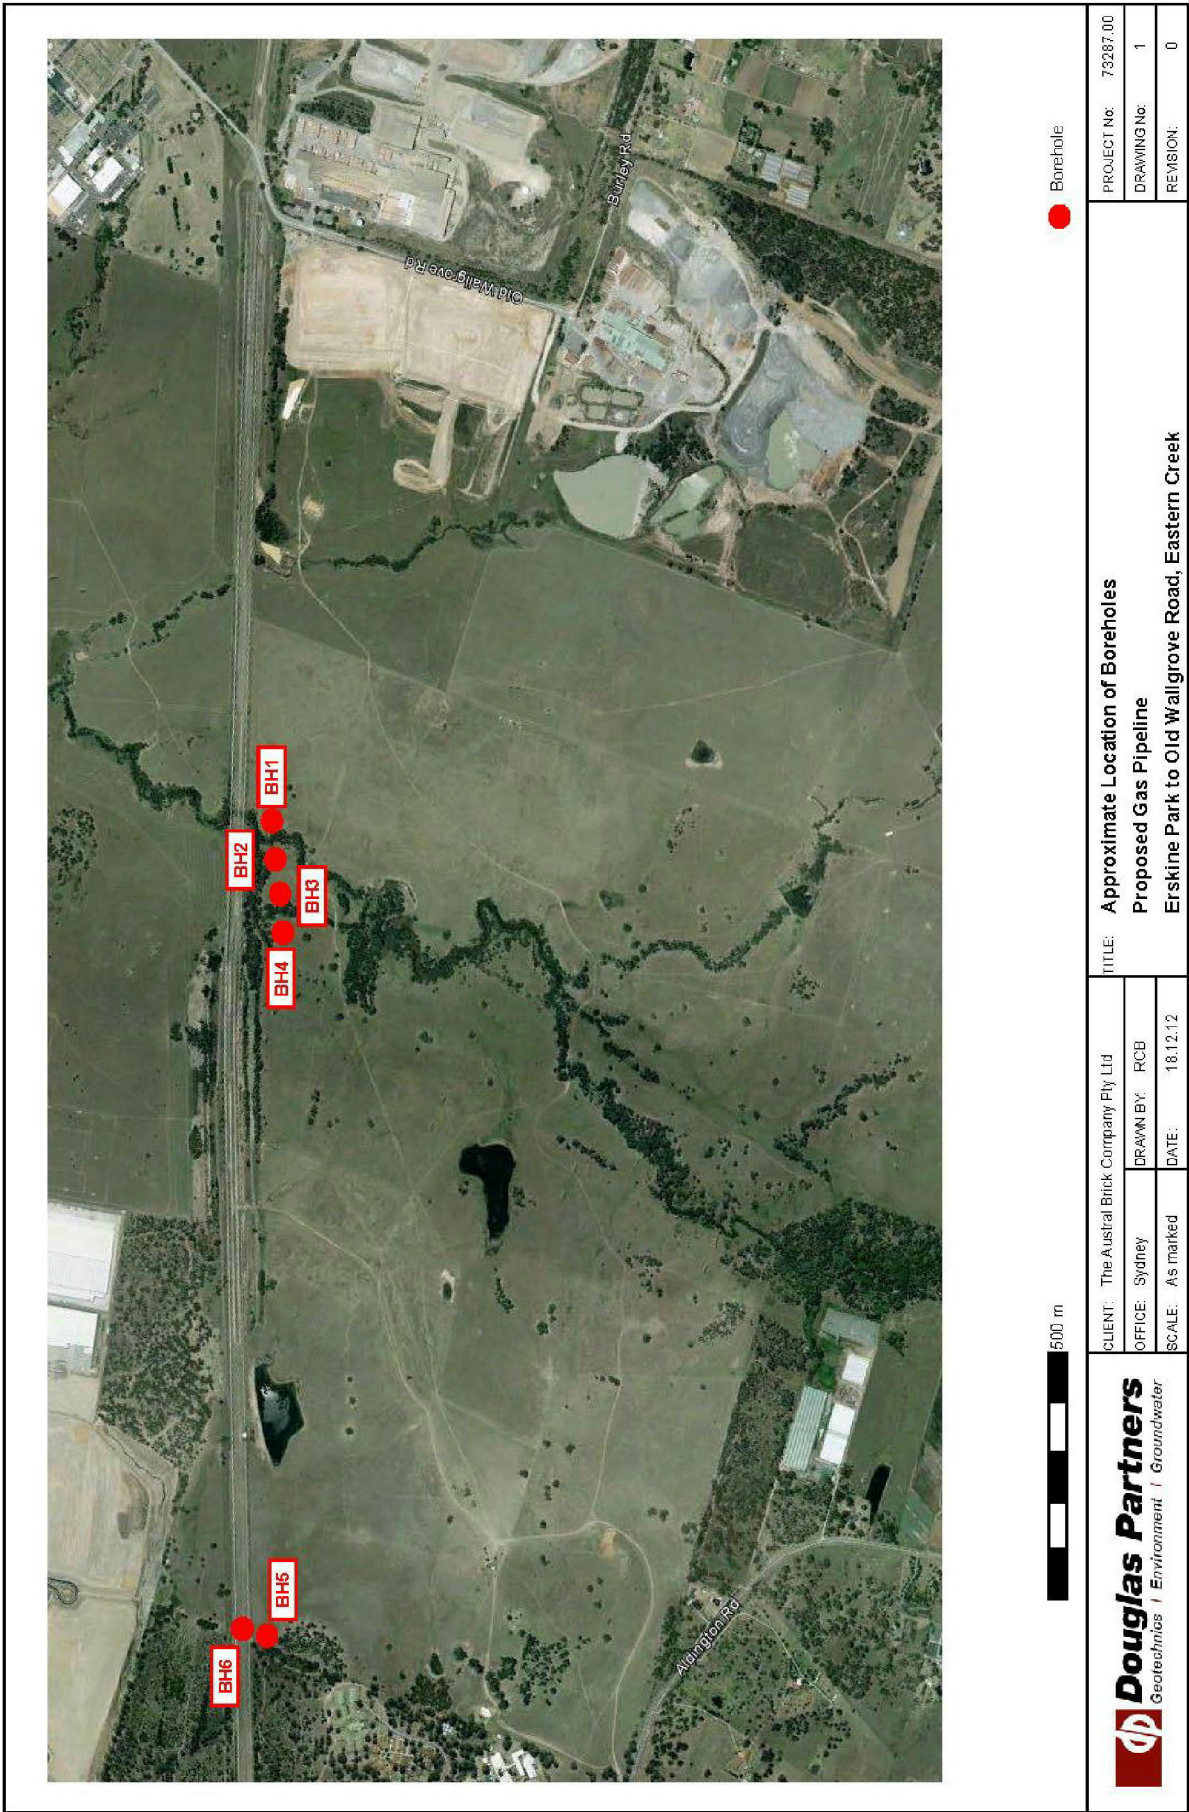 Old Wallgrove Rd
Burley Rd
BH1
BH2
BH3
BH4
BH5
BH6
Aldington Rd
500 m
Borehole
Douglas Partners
Geotechnics | Environment | Groundwater
CLIENT: The Austral Brick Company Pty Ltd
OFFICE: Sydney
DRAWN BY: RCB
SCALE: As marked
DATE: 18.12.12
TITLE: Approximate Location of Boreholes
Proposed Gas Pipeline
Erskine Park to Old Wallgrove Road, Eastern Creek
PROJECT No: 73287.00
DRAWING No: 1
REVISION: 0